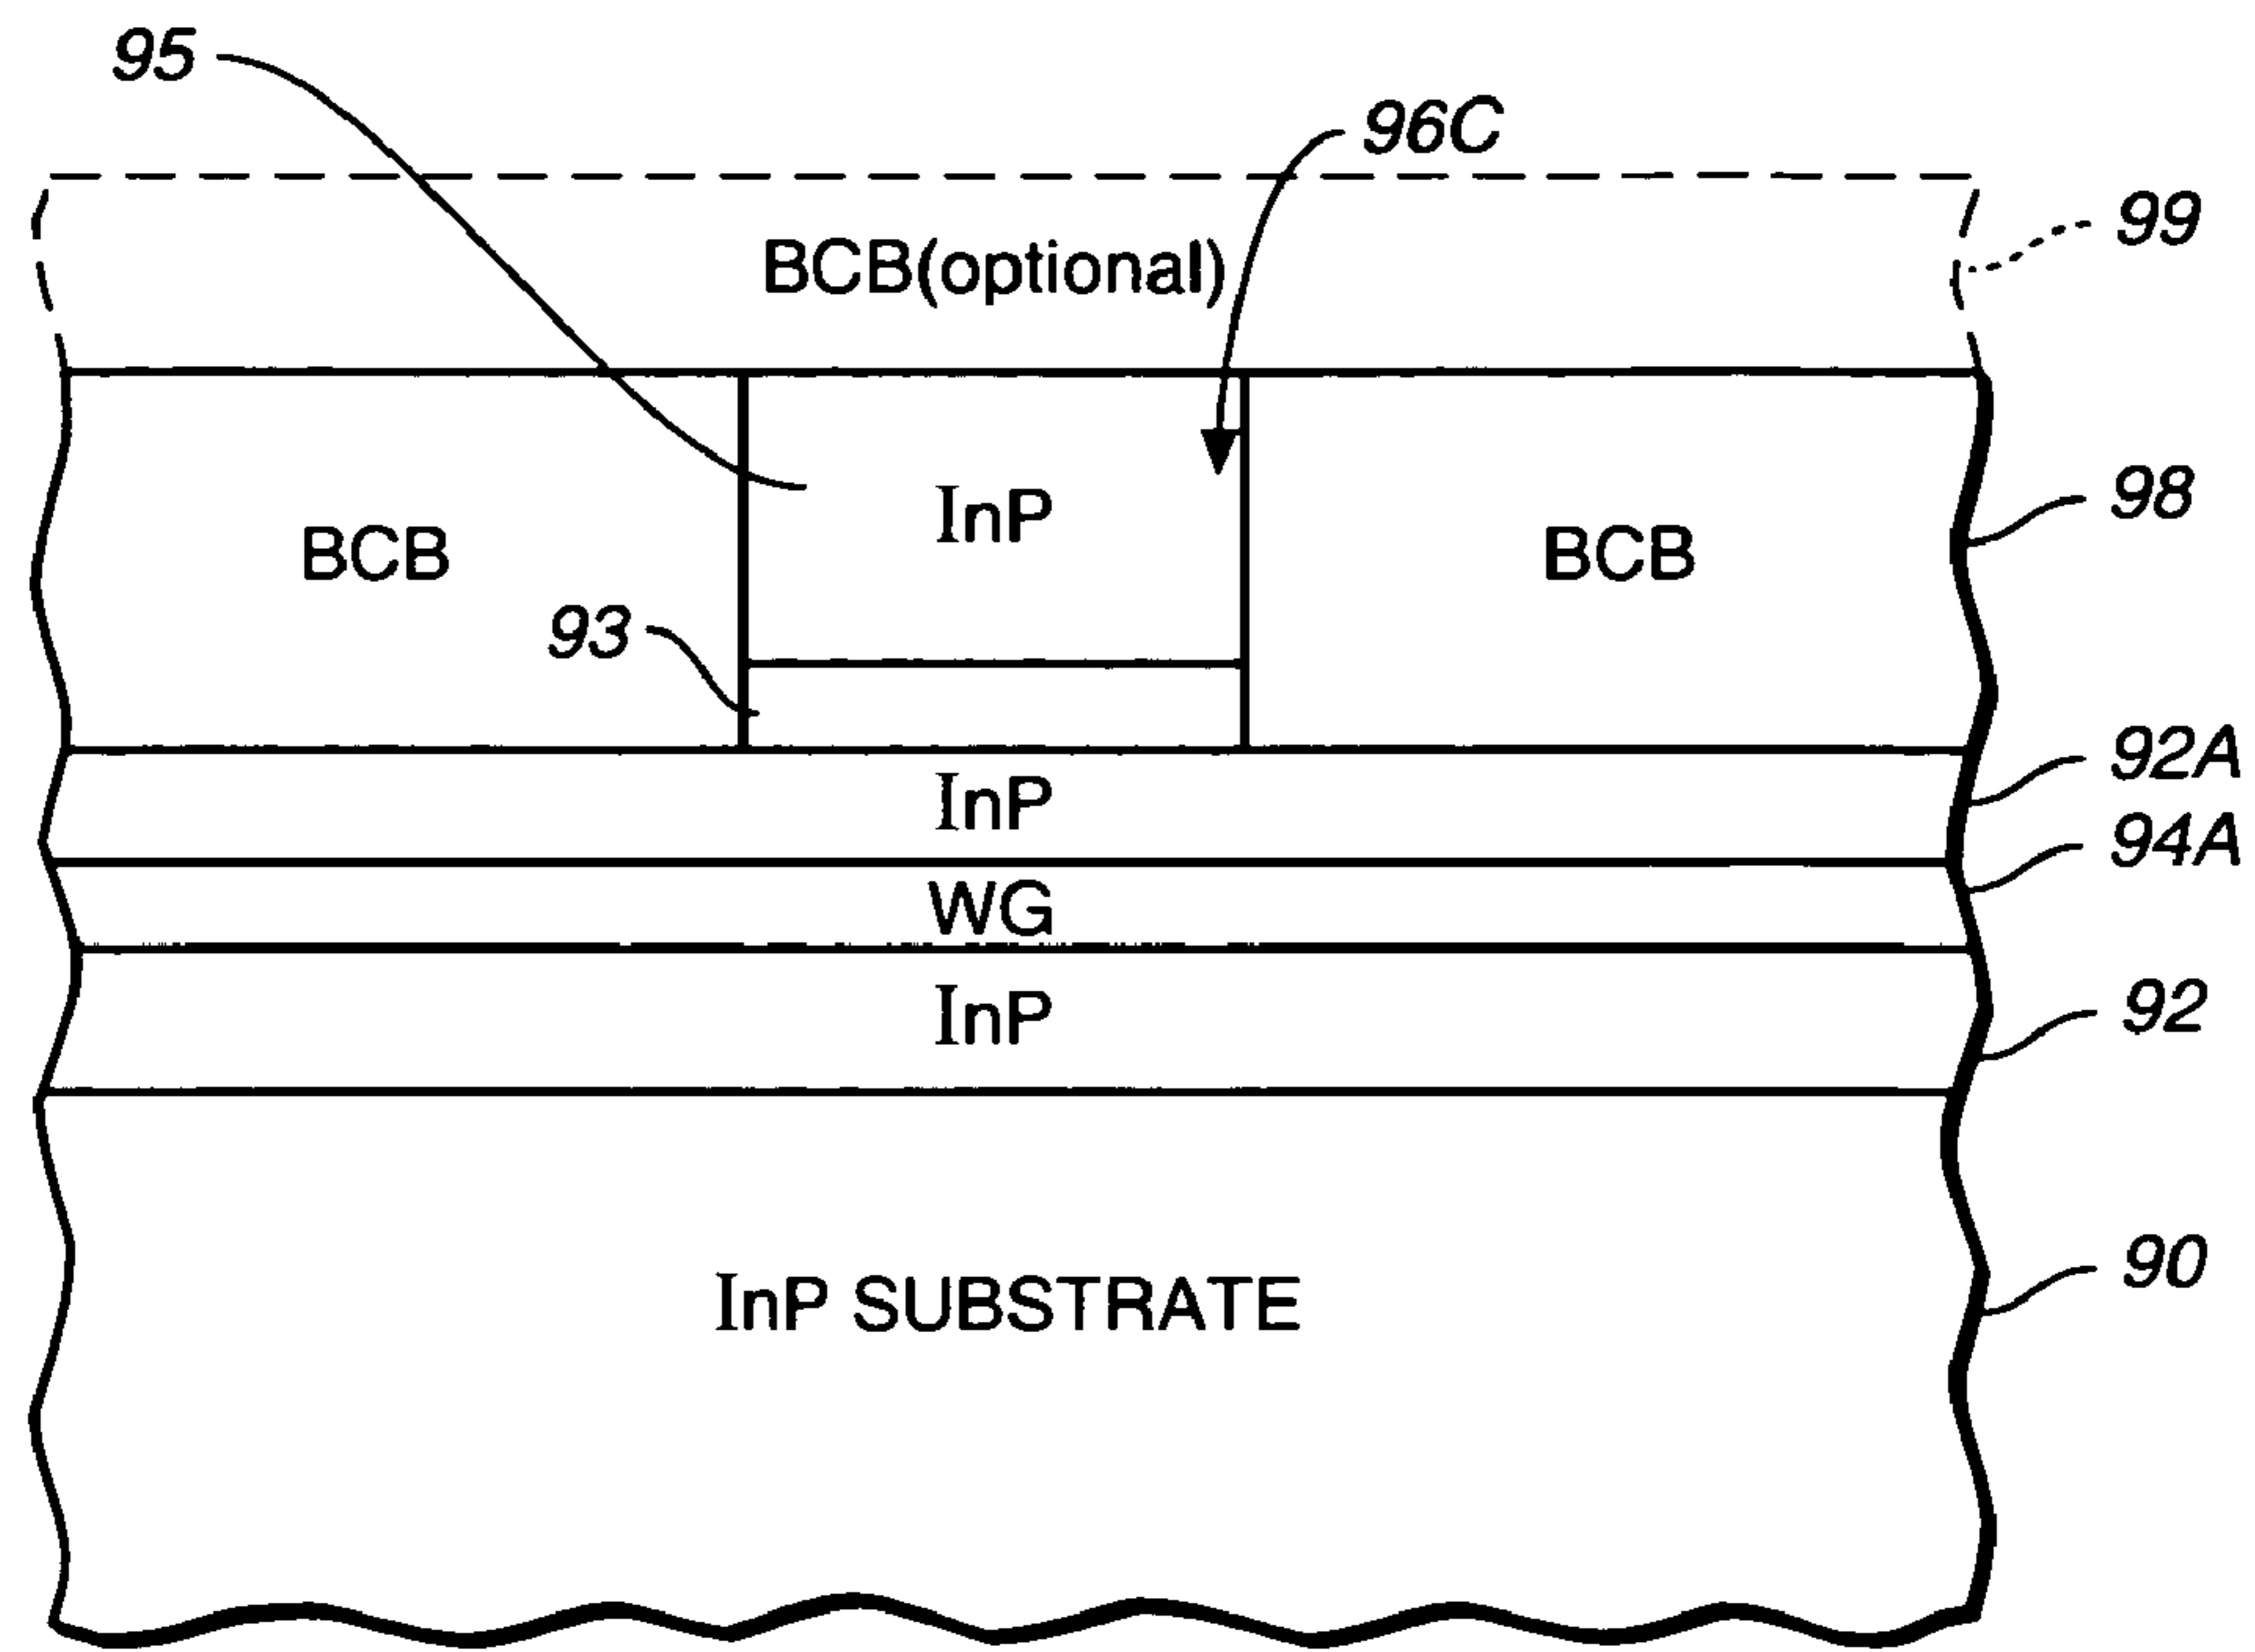 95
96C
99
BCB(optional)
98
InP
BCB
BCB
93
92A
InP
94A
WG
92
InP
90
InP SUBSTRATE